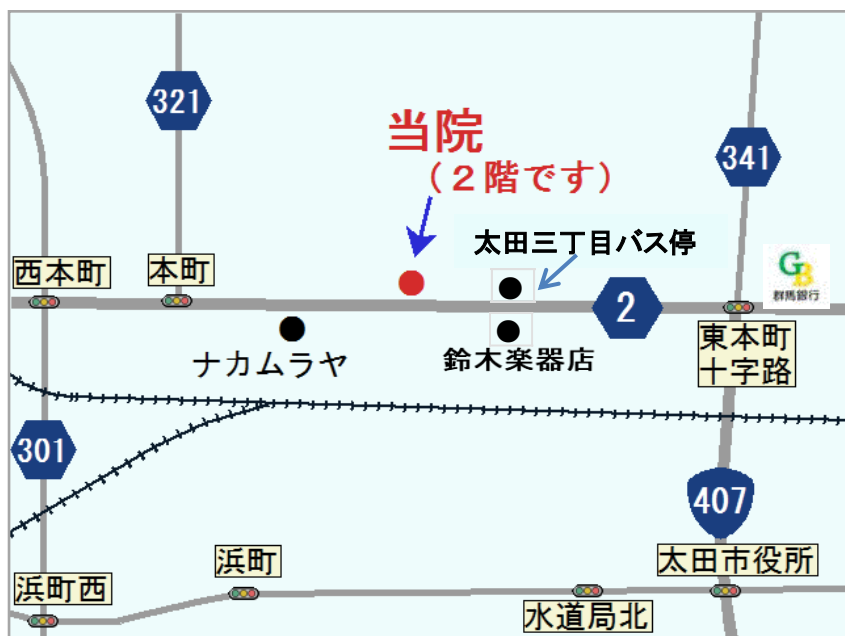 321
当院
(２階です)
341
太田三丁目バス停
西本町
本町
GB
群馬銀行
2
ナカムラヤ
鈴木楽器店
東本町
十字路
301
407
浜町
太田市役所
浜町西
水道局北